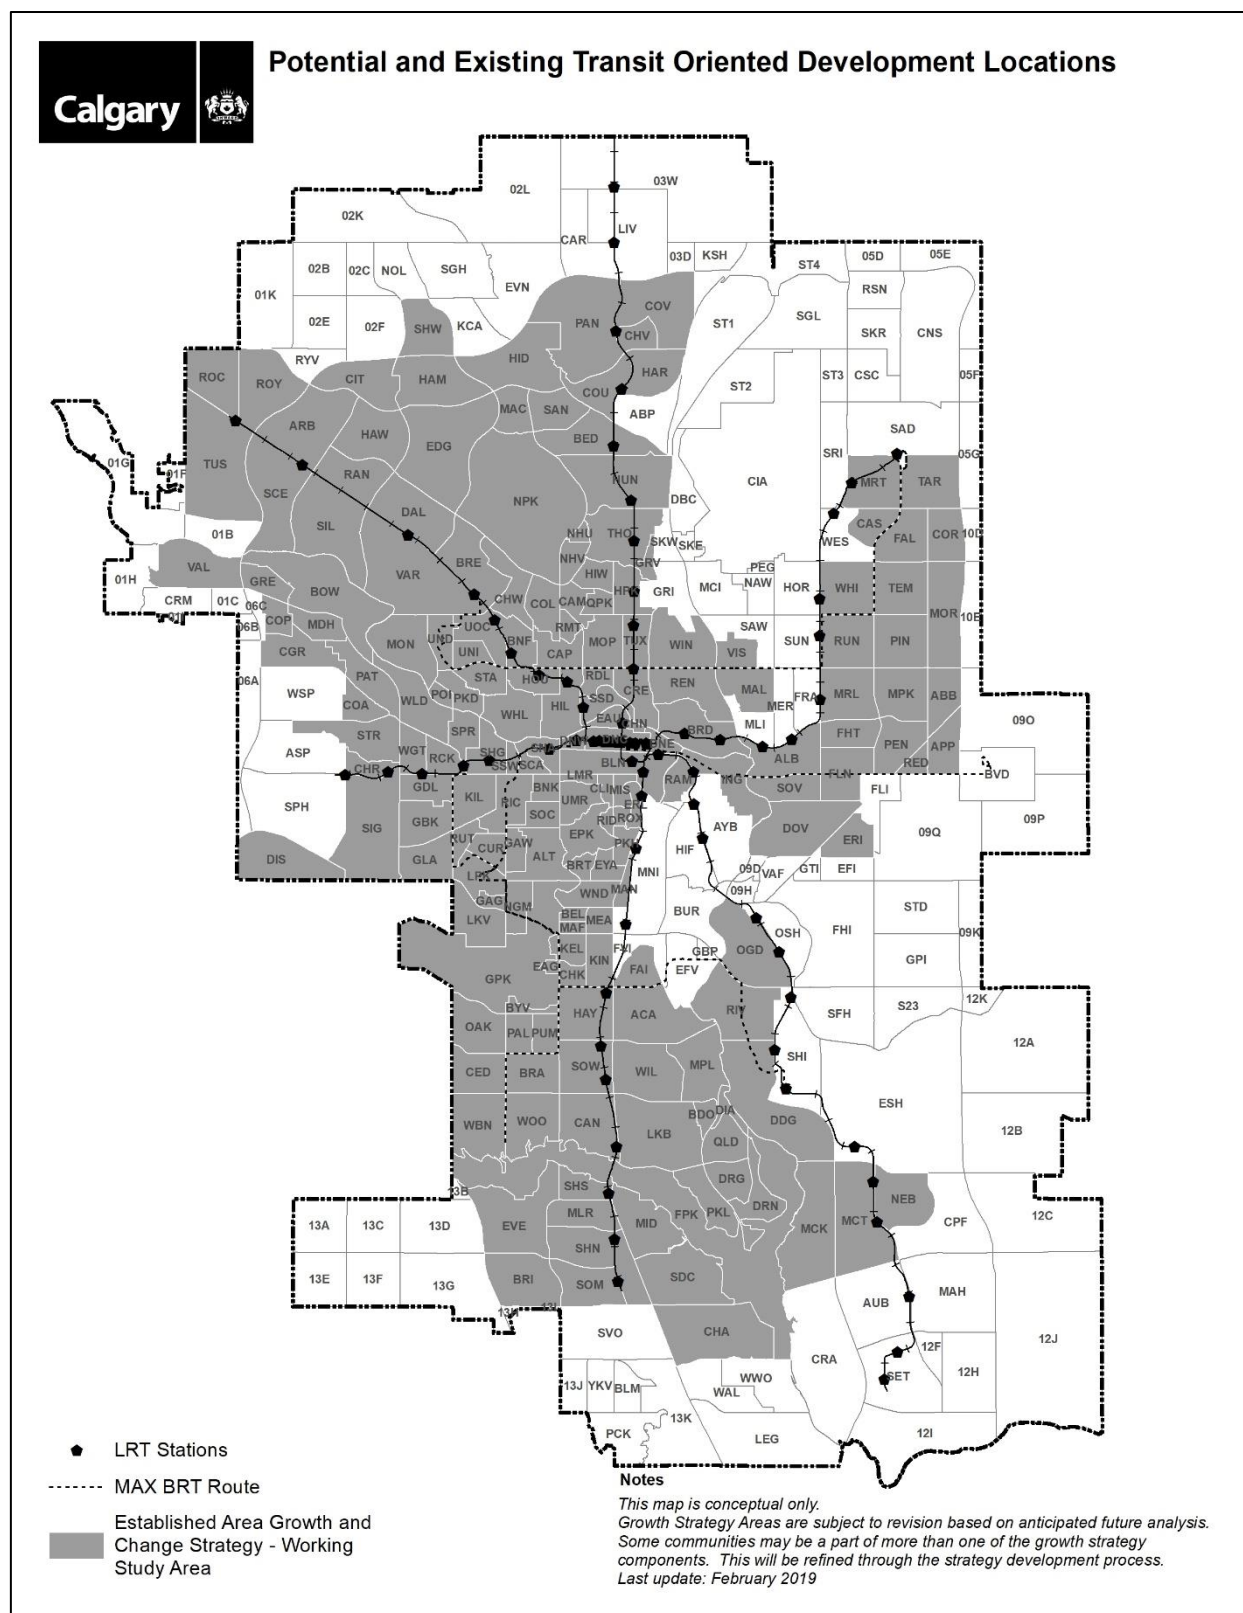 Calgary
Potential and Existing Transit Oriented Development Locations
02L
03W
02K
LIV
CAR
03D
KSH
ST4
05D
05E
02B
02C
NOL
SGH
EVN
RSN
01K
COV
ST1
SGL
02E
02F
SHW
KCA
PAN
CHV
SKR
CNS
RYV
HID
ROC
ROY
CIT
HAM
HAR
ST2
ST3
CSC
05F
COU
MAC
SAN
ABP
ARB
HAW
EDG
BED
SAD
01G
01F
TUS
RAN
SRI
05G
HUN
CIA
MRT
TAR
SCE
NPK
DBC
SIL
DAL
CAS
01B
NHU
THO
SKW
SKE
WES
FAL
COR
10D
01H
VAL
VAR
BRE
NHV
GRV
PEG
GRE
HIW
BOW
CHW
COL
CAM
QPK
GRI
MCI
NAW
HOR
WHI
TEM
CRM
01C
06C
MOR
10E
COP
MDH
06B
UOC
RMT
SAW
MON
UND
BNF
MOP
TUX
WIN
SUN
RUN
PIN
CGR
UNI
CAP
VIS
06A
WSP
PAT
STA
HOU
RDL
REN
MAL
FRA
MRL
MPK
ABB
COA
WLD
POI
PKD
WHL
HIL
SSD
CRE
MER
STR
SPR
EAU
CHN
BRD
MLI
09O
ASP
WGT
RCK
SHG
FHT
PEN
APP
CHR
SSW
SCA
BLN
ALB
RED
BVD
GDL
LMR
RAM
ING
FLN
SPH
KIL
RIC
BNK
CLI
MIS
SOV
FLI
SIG
GBK
SOC
UMR
ERL
RID
ROX
AYB
DOV
09Q
09P
RUT
CUR
GAW
EPK
PKH
HIF
ERI
DIS
GLA
ALT
BRT
EYA
MNI
09D
VAF
GTI
EFI
LPK
WND
MAN
09H
GAG
NGM
BUR
STD
LKV
BEL
MEA
MAF
OSH
FHI
09K
OGD
KEL
KIN
GBP
GPI
EAG
CHK
FAI
EFV
GPK
BYV
HAY
ACA
RIV
SFH
S23
12K
OAK
PAL
PUM
12A
SHI
CED
BRA
SOW
WIL
MPL
ESH
WBN
WOO
CAN
LKB
BDO
DIA
DDG
12B
QLD
13B
SHS
DRG
NEB
13A
13C
13D
EVE
MLR
MID
FPK
PKL
DRN
MCK
MCT
CPF
12C
SHN
13E
13F
13G
BRI
SOM
SDC
AUB
MAH
SVO
CHA
12F
12J
CRA
12H
13J
YKV
BLM
WWO
WAL
SET
13K
PCK
LEG
12I
LRT Stations
MAX BRT Route
Established Area Growth and
Change Strategy - Working
Study Area
Notes
This map is conceptual only.
Growth Strategy Areas are subject to revision based on anticipated future analysis.
Some communities may be a part of more than one of the growth strategy
components. This will be refined through the strategy development process.
Last update: February 2019